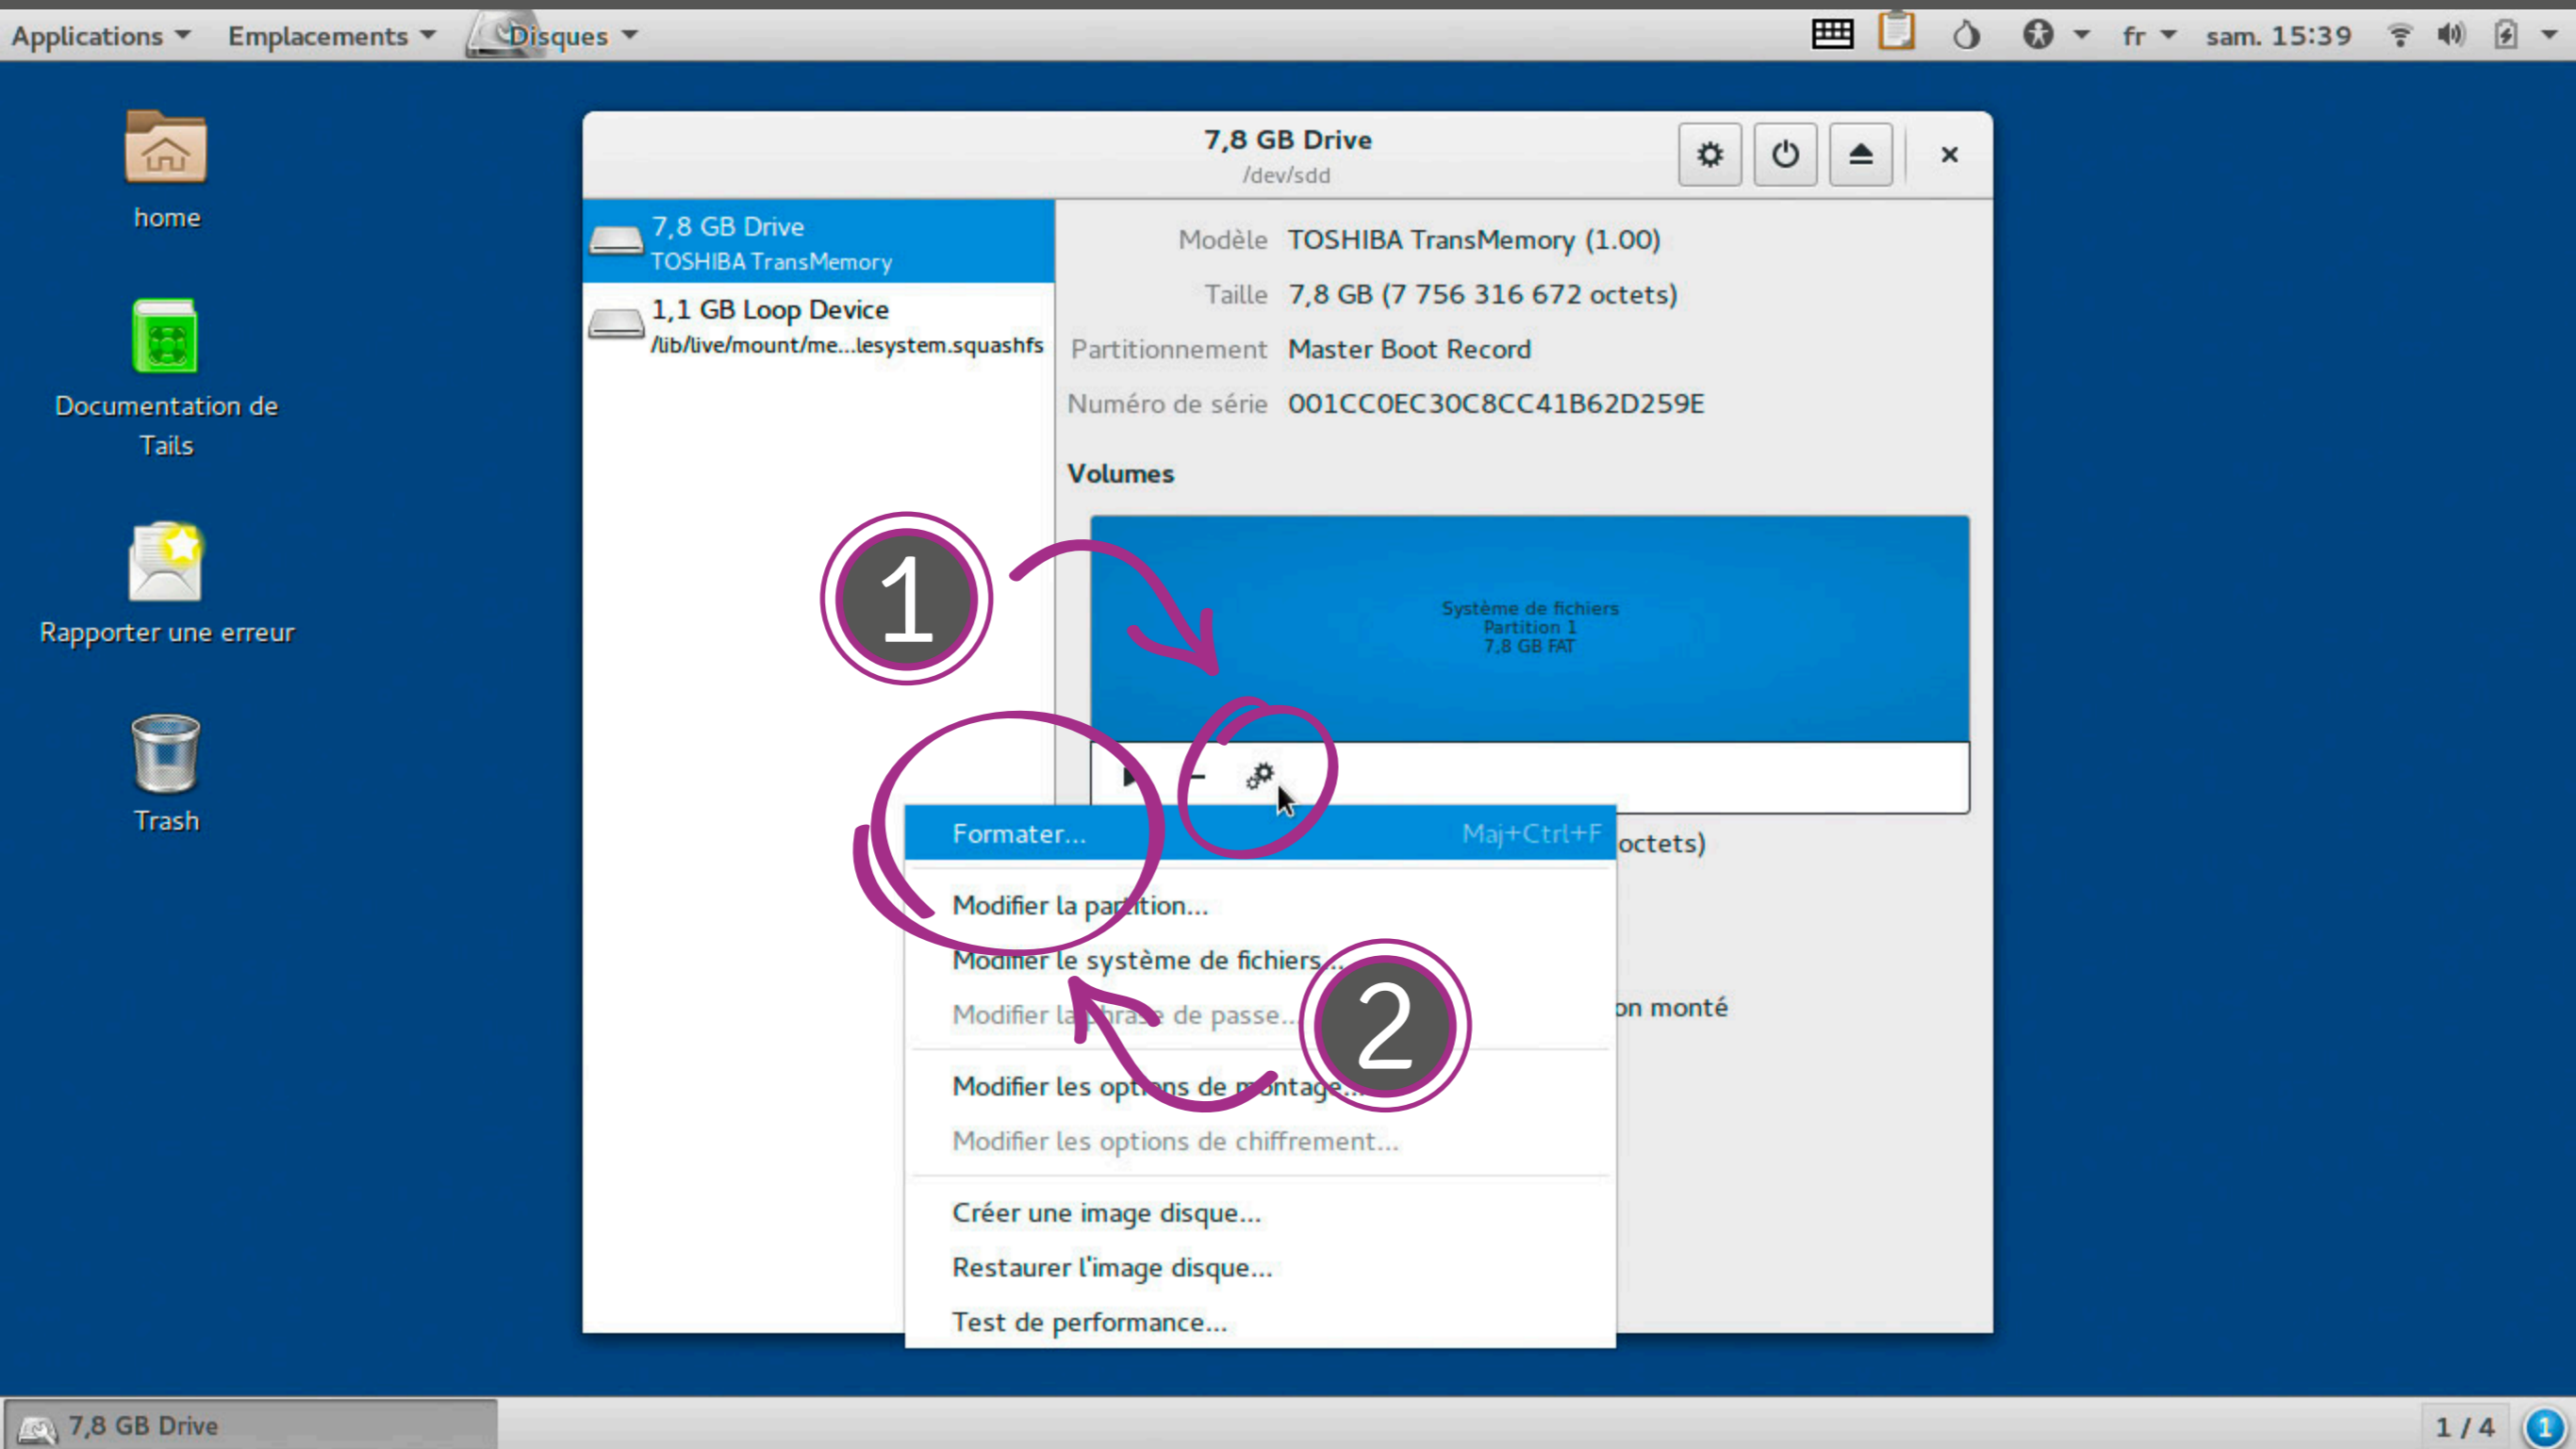 Applications
Emplacements
Disques
fr
sam. 15:39
home
Documentation de
Tails
Rapporter une erreur
Trash
7,8 GB Drive
/dev/sdd
7,8 GB Drive
TOSHIBA TransMemory
1,1 GB Loop Device
/lib/live/mount/me...lesystem.squashfs
Modèle TOSHIBA TransMemory (1.00)
Taille 7,8 GB (7 756 316 672 octets)
Partitionnement Master Boot Record
Numéro de série 001CC0EC30C8CC41B62D259E
Volumes
Système de fichiers
Partition 1
7,8 GB FAT
1
Formater... Maj+Ctrl+F
octets)
Modifier la partition...
Modifier le système de fichiers...
Modifier la phrase de passe...
on monté
2
Modifier les options de montage...
Modifier les options de chiffrement...
Créer une image disque...
Restaurer l'image disque...
Test de performance...
7,8 GB Drive
1 / 4
1